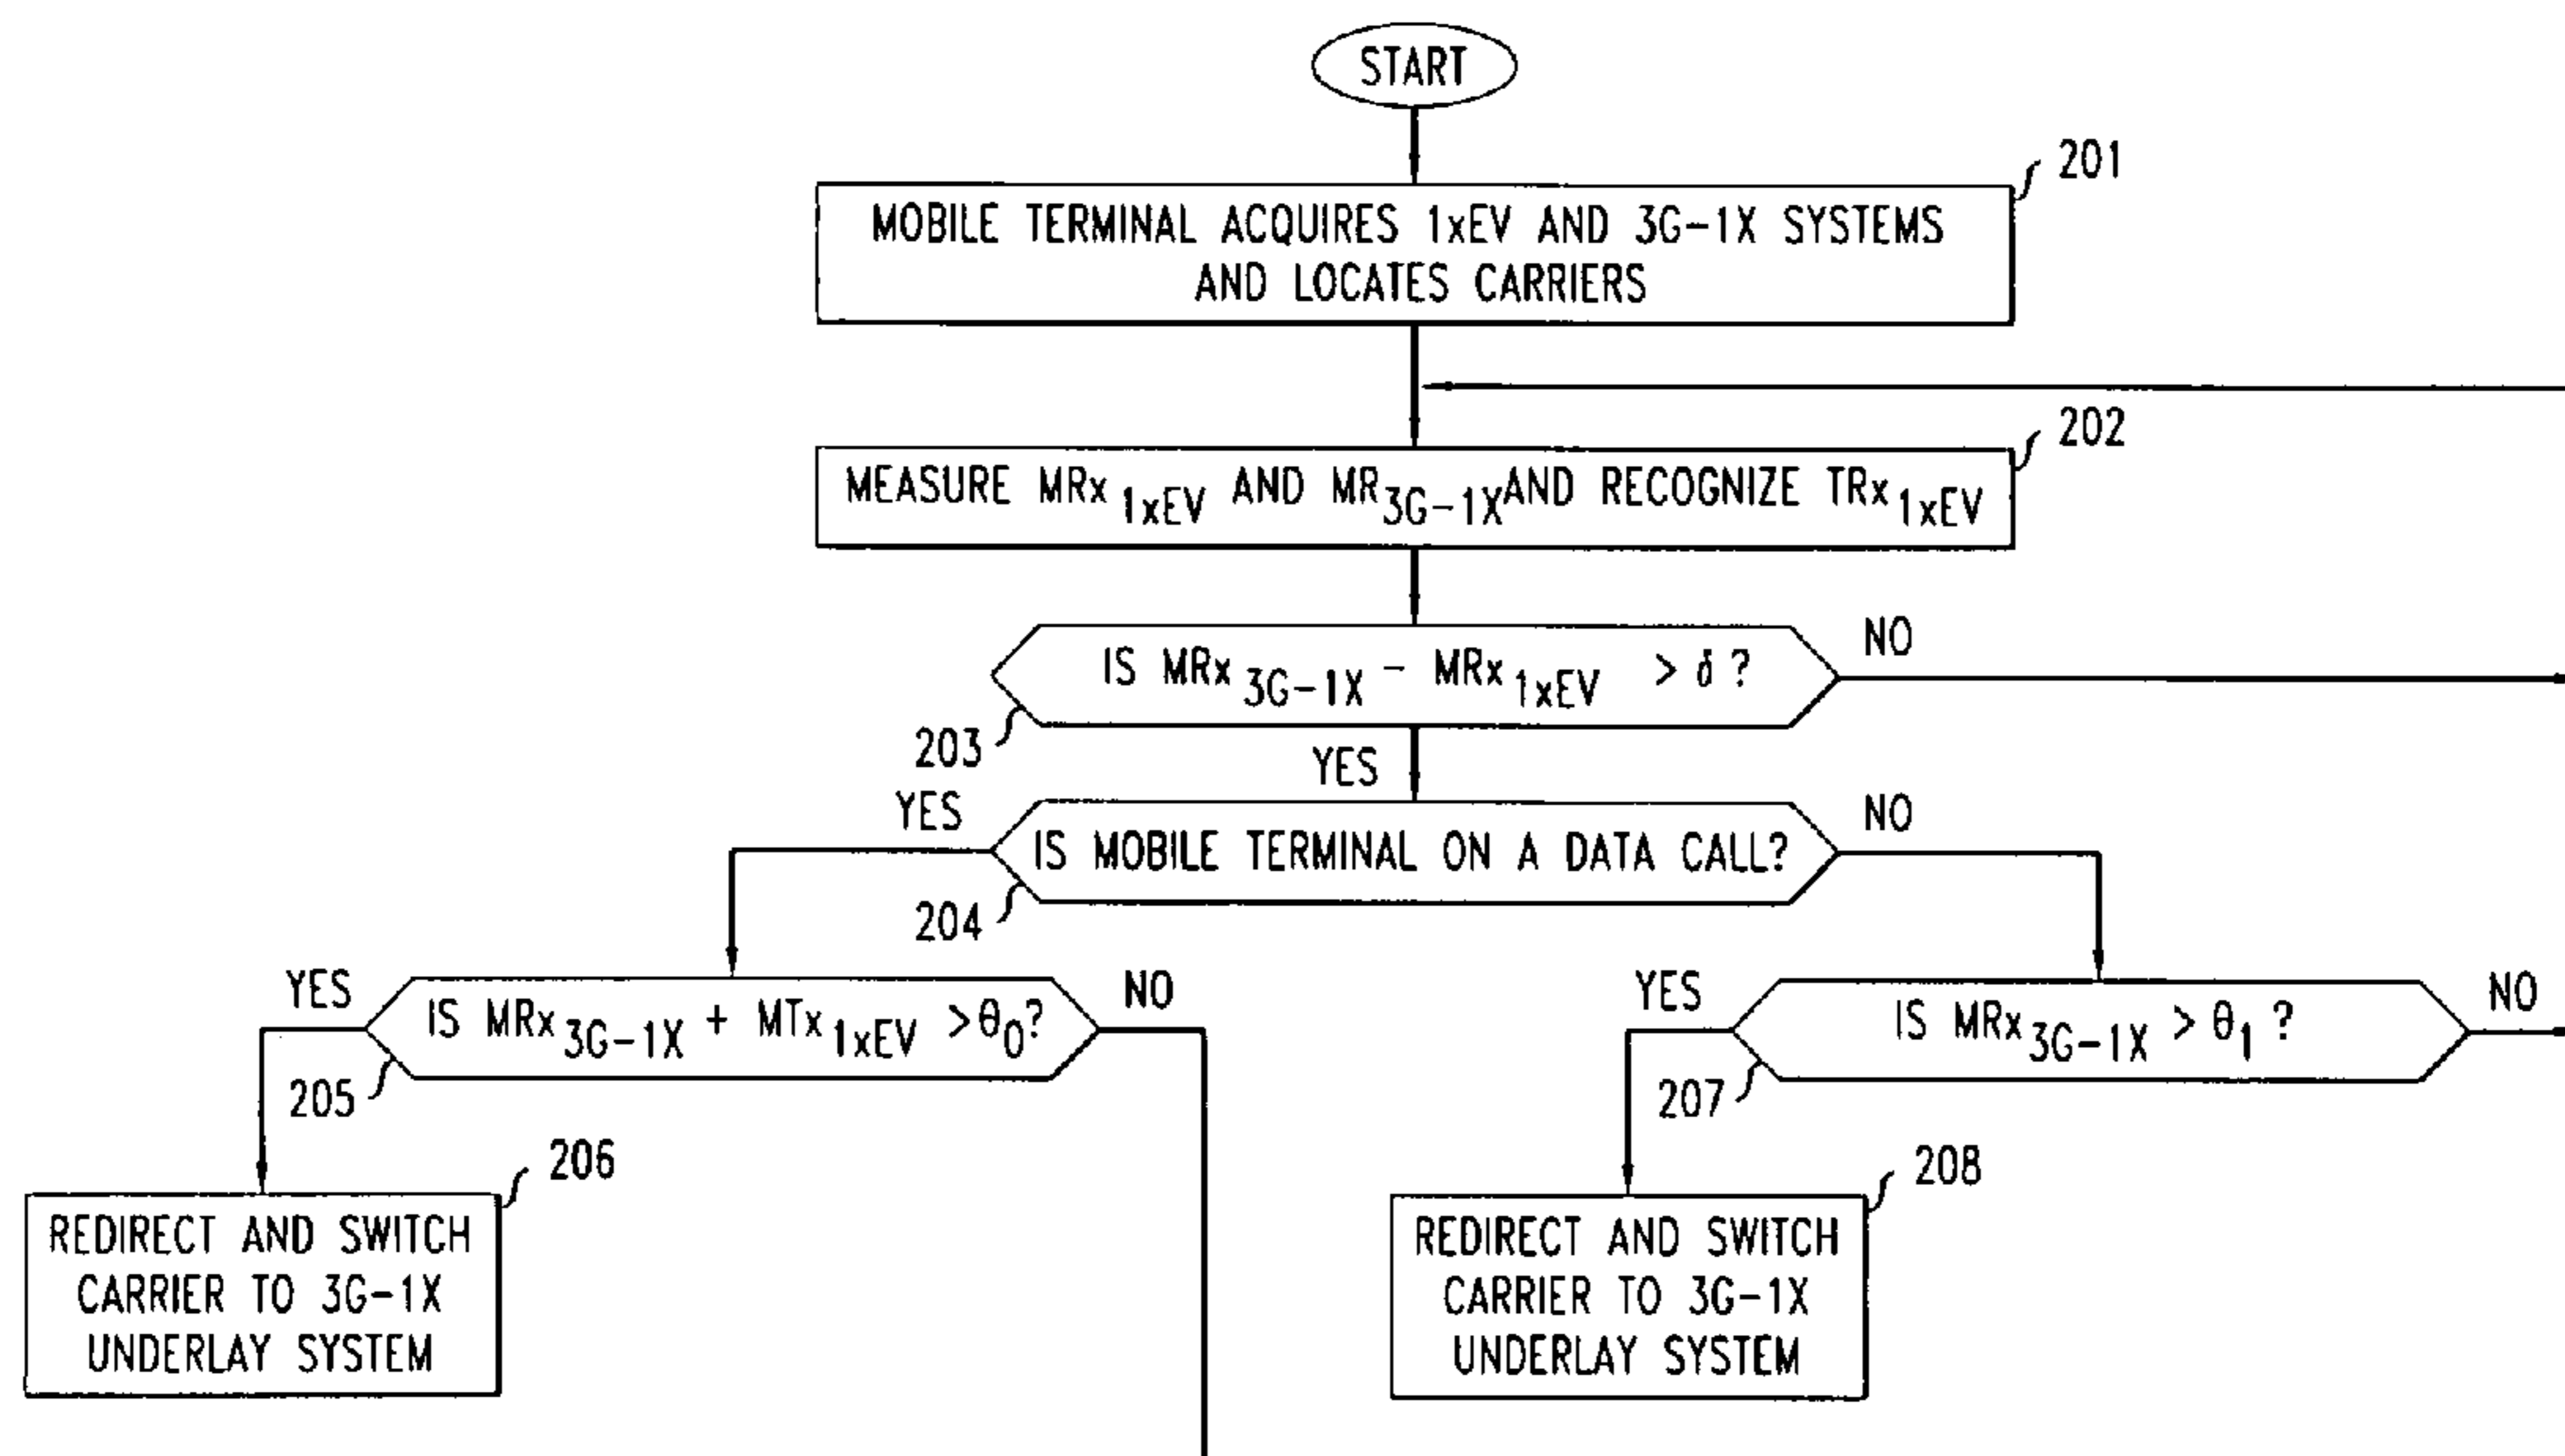 START
201
MOBILE TERMINAL ACQUIRES 1xEV AND 3G-1X SYSTEMS
AND LOCATES CARRIERS
202
MEASURE MRx 1xEV AND MR3G-1X AND RECOGNIZE TRx 1xEV
IS MRx 3G-1X - MRx 1xEV > δ ?
NO
203
YES
YES
IS MOBILE TERMINAL ON A DATA CALL?
NO
204
YES
IS MRx 3G-1X + MTx 1xEV > θ0?
NO
205
YES
IS MRx 3G-1X > θ1 ?
NO
207
206
REDIRECT AND SWITCH
CARRIER TO 3G-1X
UNDERLAY SYSTEM
208
REDIRECT AND SWITCH
CARRIER TO 3G-1X
UNDERLAY SYSTEM